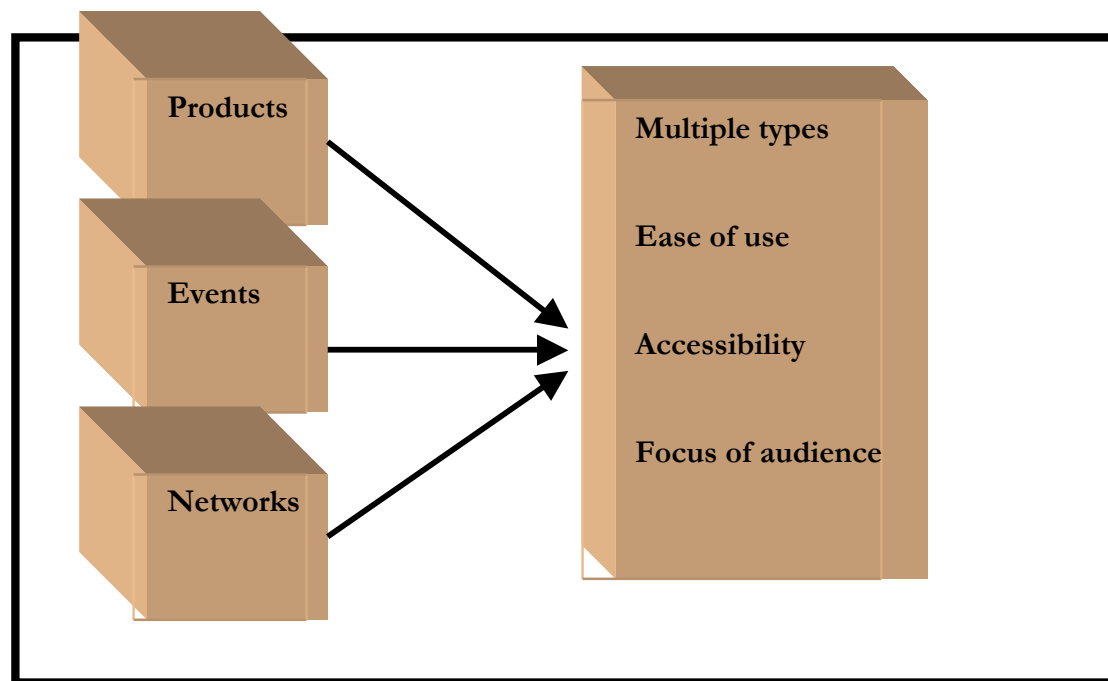 Products
Events
Networks
Multiple types
Ease of use
Accessibility
Focus of audience